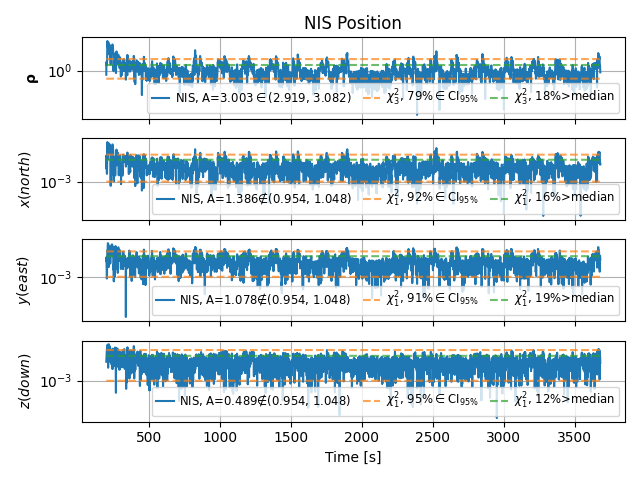 NIS Position
10⁰
ρ
NIS, A=3.003∈(2.919, 3.082) χ²₃, 79%∈CI₉₅% χ²₃, 18%>median
10⁻³
x(north)
NIS, A=1.386∉(0.954, 1.048) χ²₁, 92%∈CI₉₅% χ²₁, 16%>median
10⁻³
y(east)
NIS, A=1.078∉(0.954, 1.048) χ²₁, 91%∈CI₉₅% χ²₁, 19%>median
10⁻³
z(down)
NIS, A=0.489∉(0.954, 1.048) χ²₁, 95%∈CI₉₅% χ²₁, 12%>median
500 1000 1500 2000 2500 3000 3500
Time [s]